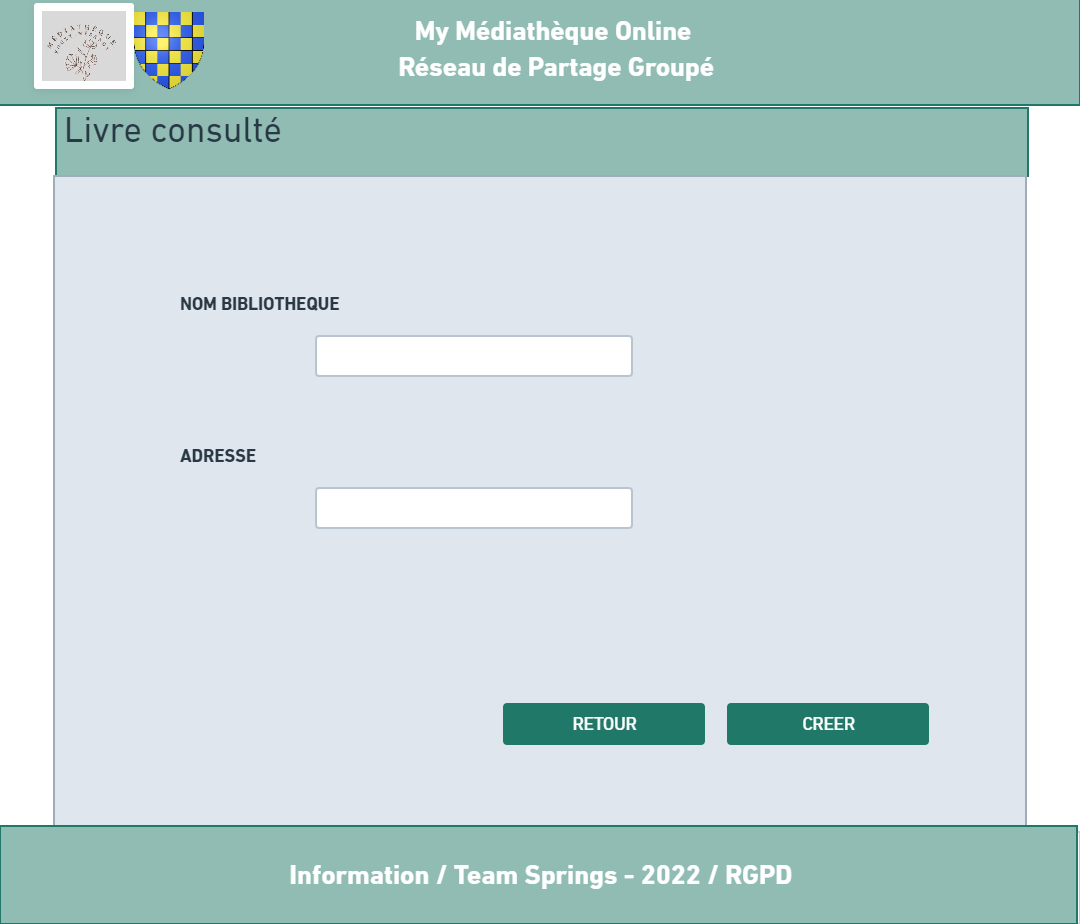 MÉDIATHÈQUE
My Médiathèque Online
Réseau de Partage Groupé
Livre consulté
NOM BIBLIOTHEQUE
ADRESSE
RETOUR
CREER
Information / Team Springs - 2022 / RGPD